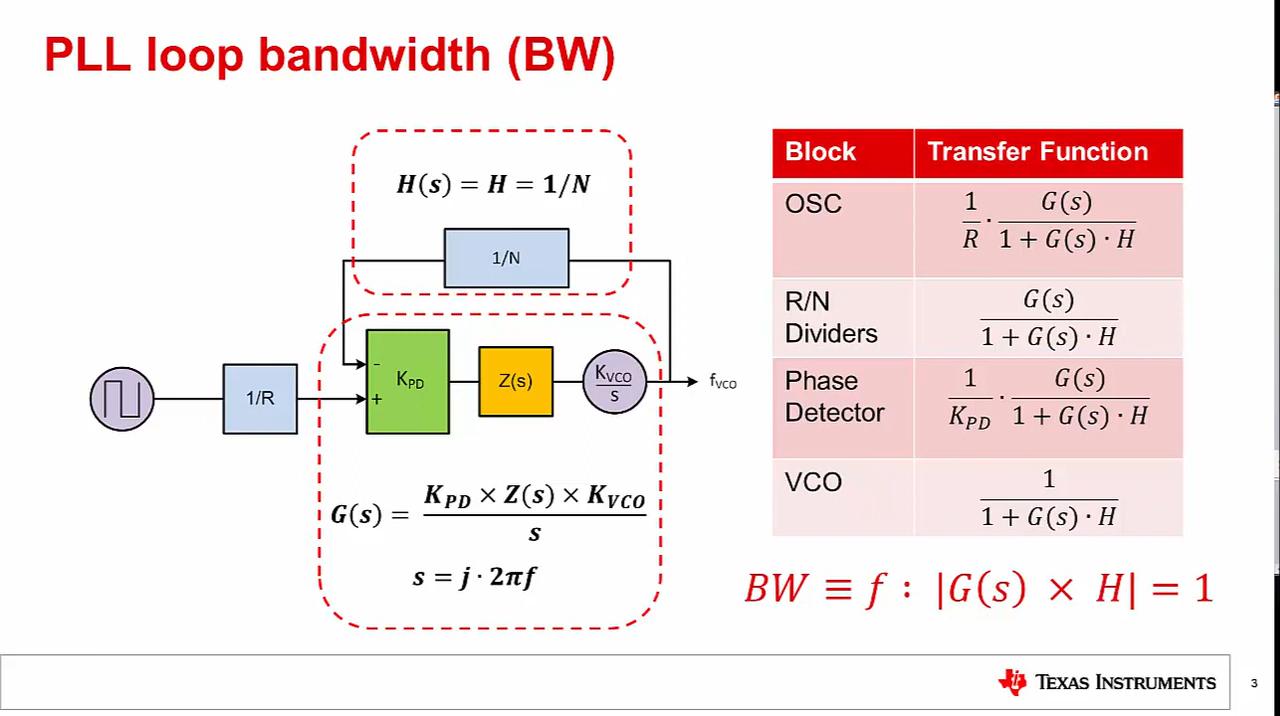 PLL loop bandwidth (BW)
H(s) = H = 1/N
1/N
1/R
-
+
K_PD
Z(s)
K_VCO/s
f_VCO
G(s) = (K_PD × Z(s) × K_VCO)/s
s = j · 2πf
Block Transfer Function
OSC 1/R · G(s)/(1 + G(s) · H)
R/N
Dividers G(s)/(1 + G(s) · H)
Phase
Detector 1/K_PD · G(s)/(1 + G(s) · H)
VCO 1/(1 + G(s) · H)
BW ≡ f : |G(s) × H| = 1
TEXAS INSTRUMENTS
3